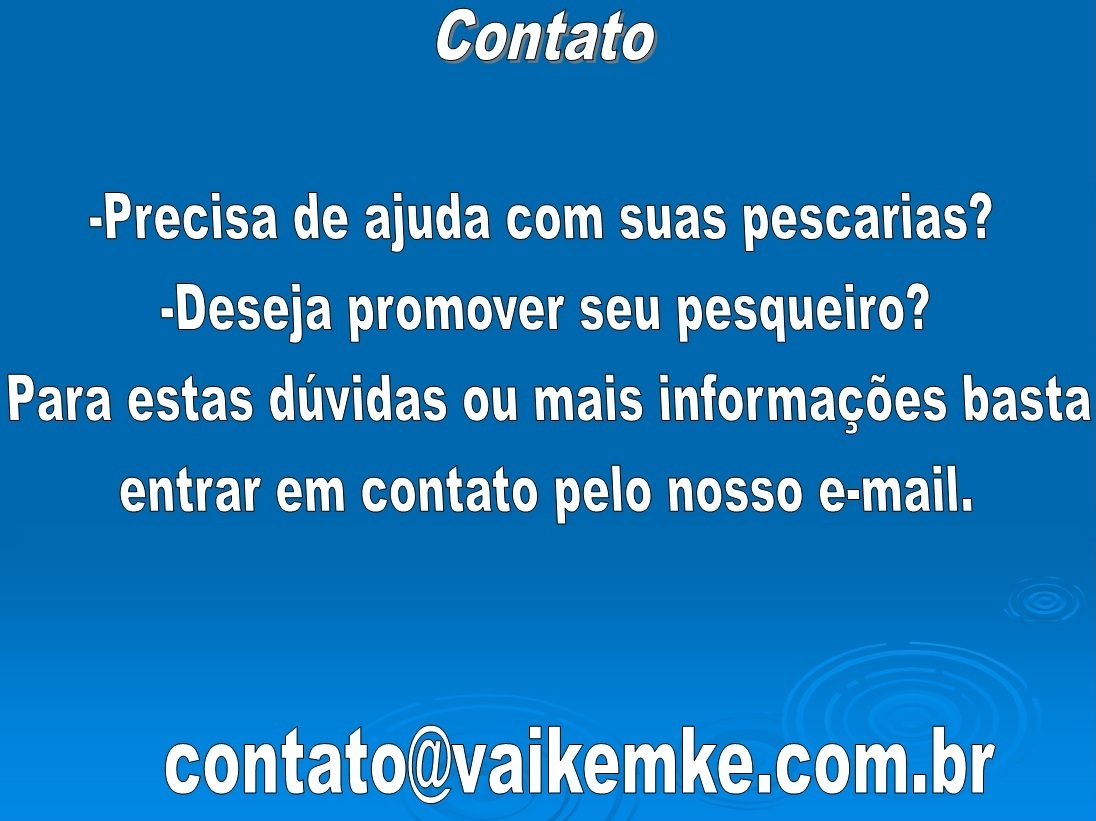 Contato
-Precisa de ajuda com suas pescarias?
-Deseja promover seu pesqueiro?
Para estas dúvidas ou mais informações basta
entrar em contato pelo nosso e-mail.
contato@vaikemke.com.br